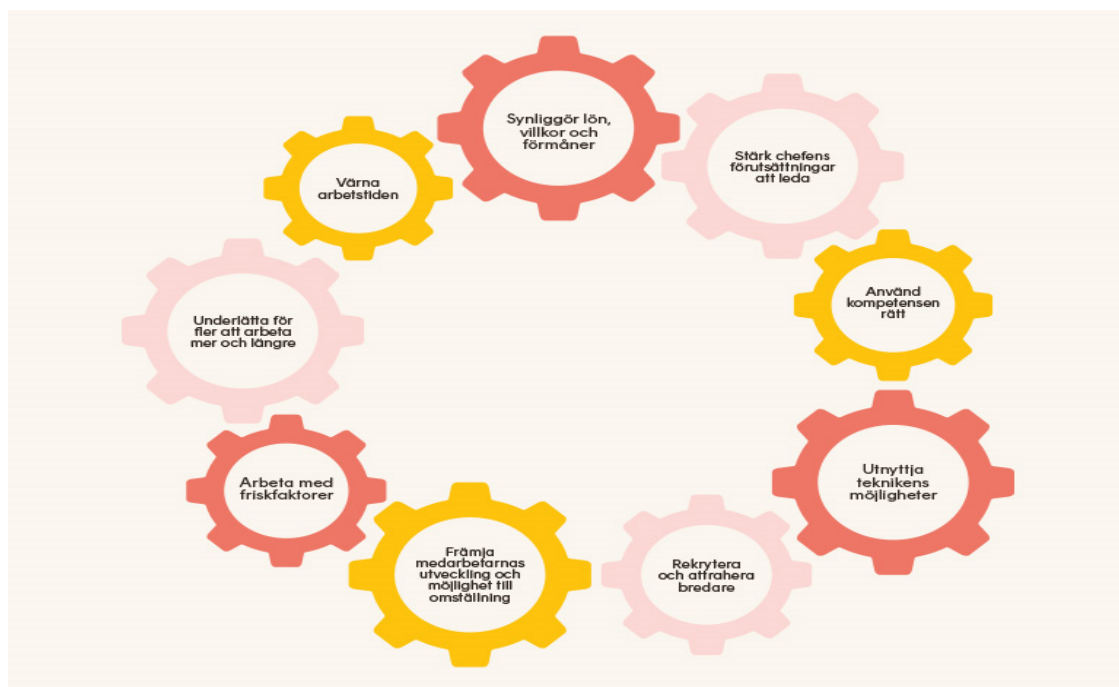 Synliggör lön,
villkor och
förmåner
Stärk chefens
förutsättningar
att leda
Använd
kompetensen
rätt
Utnyttja
teknikens
möjligheter
Rekrytera
och attrahera
bredare
Främja
medarbetarnas
utveckling och
möjlighet till
omställning
Arbeta med
friskfaktorer
Underlätta för
fler att arbeta
mer och längre
Värna
arbetstiden